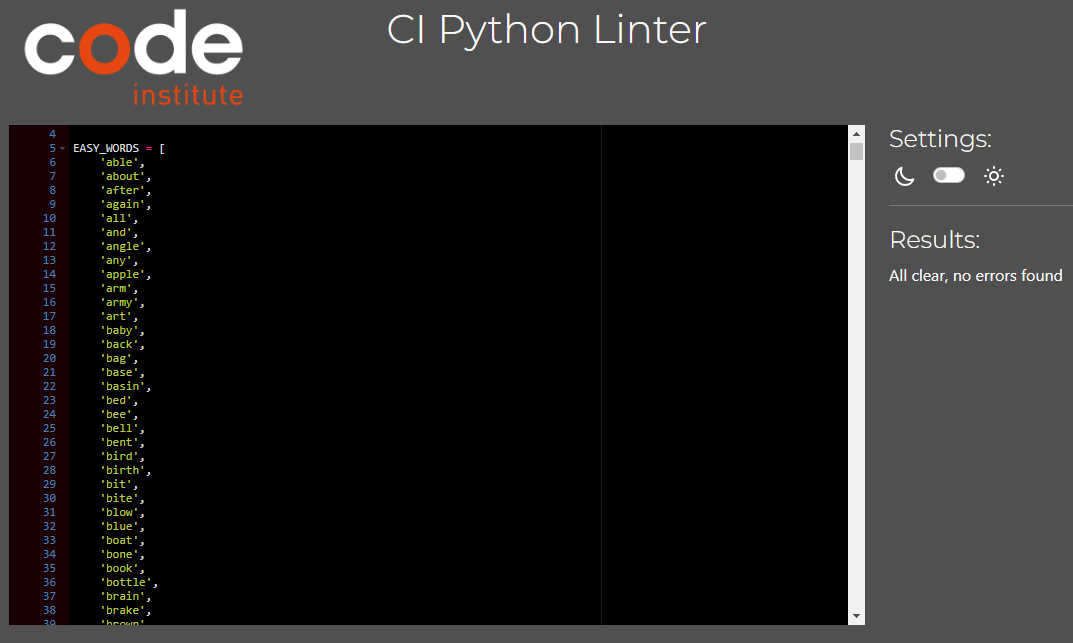 code
institute
CI Python Linter
4
5 EASY_WORDS = [
6 'able',
7 'about',
8 'after',
9 'again',
10 'all',
11 'and',
12 'angle',
13 'any',
14 'apple',
15 'arm',
16 'army',
17 'art',
18 'baby',
19 'back',
20 'bag',
21 'base',
22 'basin',
23 'bed',
24 'bee',
25 'bell',
26 'bent',
27 'bird',
28 'birth',
29 'bit',
30 'bite',
31 'blow',
32 'blue',
33 'boat',
34 'bone',
35 'book',
36 'bottle',
37 'brain',
38 'brake',
39 'brown'
Settings:
Results:
All clear, no errors found